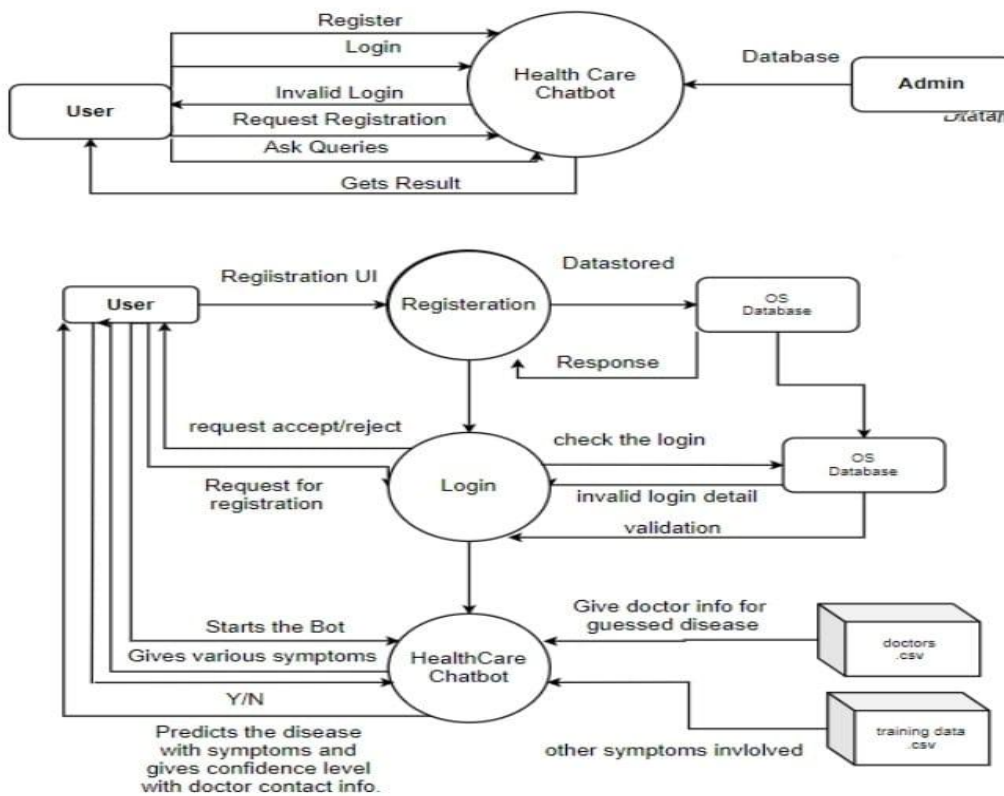 Register
Login
Health Care
Chatbot
Database
Invalid Login
User
Admin
Request Registration
Ask Queries
Gets Result
Regiistration UI
Datastored
User
Registeration
OS
Database
Response
request accept/reject
check the login
OS
Database
Request for
registration
Login
invalid login detail
validation
Give doctor info for
guessed disease
Starts the Bot
doctors
.csv
Gives various symptoms
HealthCare
Chatbot
Y/N
training data
.csv
other symptoms invlolved
Predicts the disease
with symptoms and
gives confidence level
with doctor contact info.